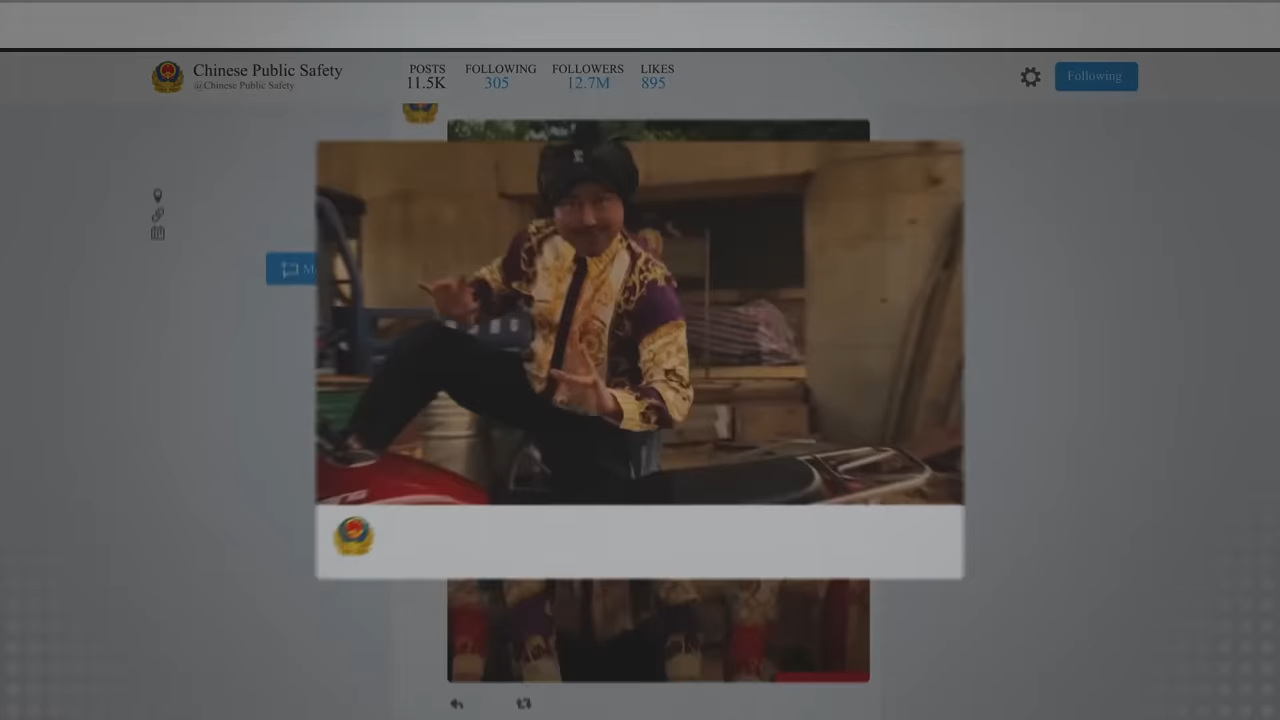 Chinese Public Safety
@Chinese Public Safety
POSTS
11.5K
FOLLOWING
305
FOLLOWERS
12.7M
LIKES
895
Following
M